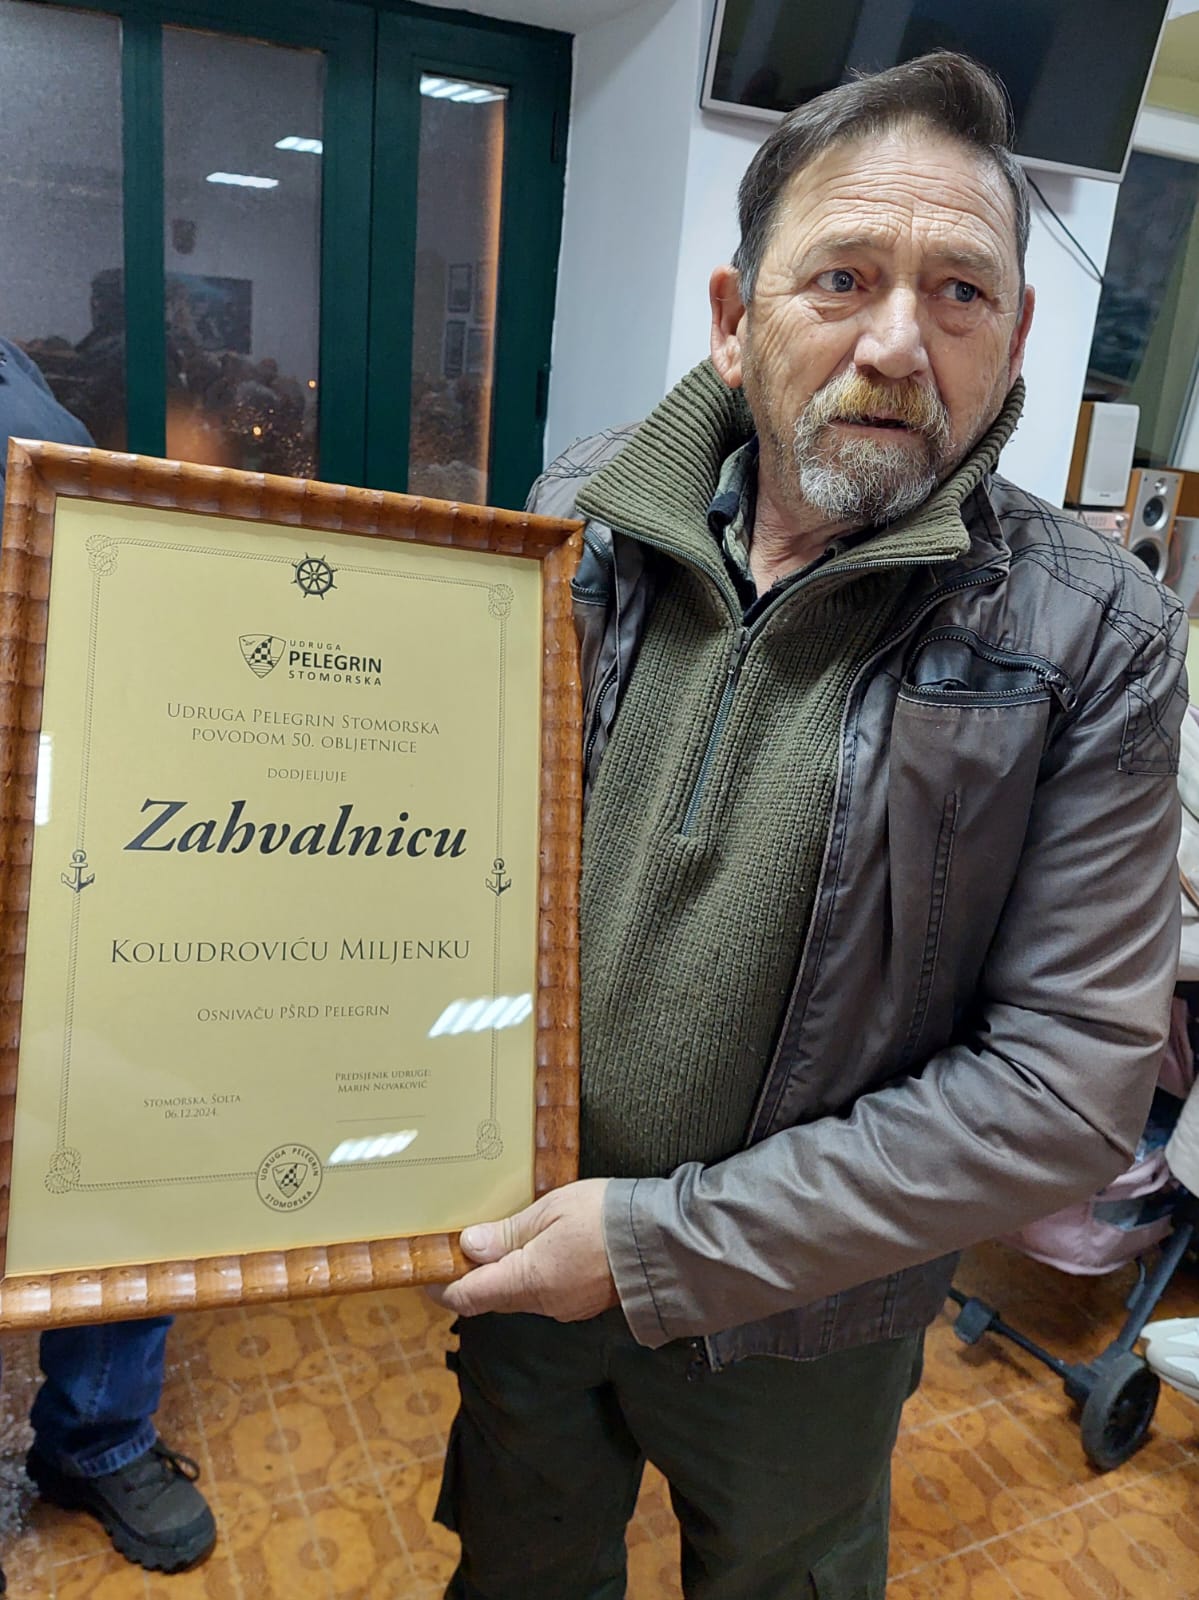 UDRUGA
PELEGRIN
STOMORSKA
UDRUGA PELEGRIN STOMORSKA
POVODOM 50. OBLJETNICE
DODJELJUJE
Zahvalnicu
KOLUDROVIĆU MILJENKU
OSNIVAČU PŠRD PELEGRIN
PREDSJENIK UDRUGE:
MARIN NOVAKOVIĆ
STOMORSKA, ŠOLTA
06.12.2024.
UDRUGA PELEGRIN
STOMORSKA